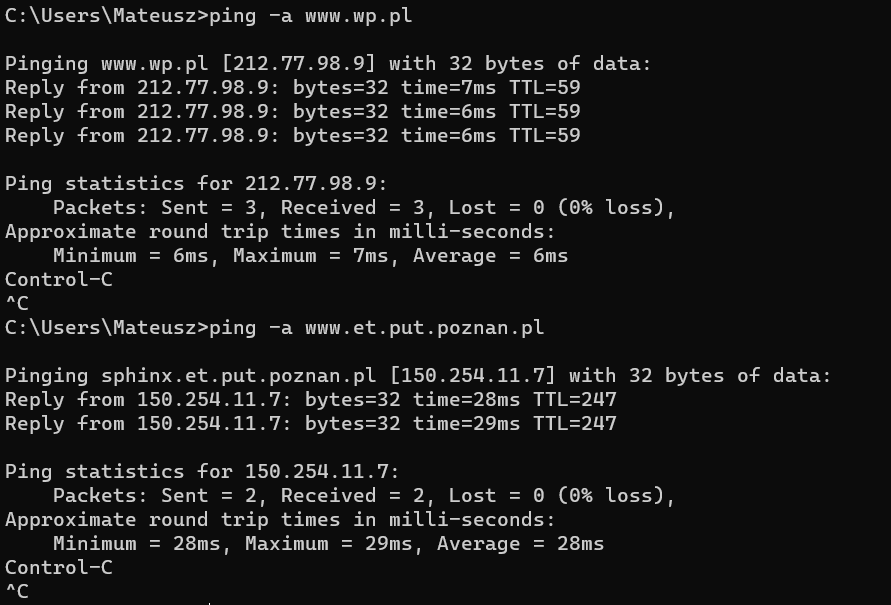 C:\Users\Mateusz>ping -a www.wp.pl
Pinging www.wp.pl [212.77.98.9] with 32 bytes of data:
Reply from 212.77.98.9: bytes=32 time=7ms TTL=59
Reply from 212.77.98.9: bytes=32 time=6ms TTL=59
Reply from 212.77.98.9: bytes=32 time=6ms TTL=59
Ping statistics for 212.77.98.9:
    Packets: Sent = 3, Received = 3, Lost = 0 (0% loss),
Approximate round trip times in milli-seconds:
    Minimum = 6ms, Maximum = 7ms, Average = 6ms
Control-C
^C
C:\Users\Mateusz>ping -a www.et.put.poznan.pl
Pinging sphinx.et.put.poznan.pl [150.254.11.7] with 32 bytes of data:
Reply from 150.254.11.7: bytes=32 time=28ms TTL=247
Reply from 150.254.11.7: bytes=32 time=29ms TTL=247
Ping statistics for 150.254.11.7:
    Packets: Sent = 2, Received = 2, Lost = 0 (0% loss),
Approximate round trip times in milli-seconds:
    Minimum = 28ms, Maximum = 29ms, Average = 28ms
Control-C
^C